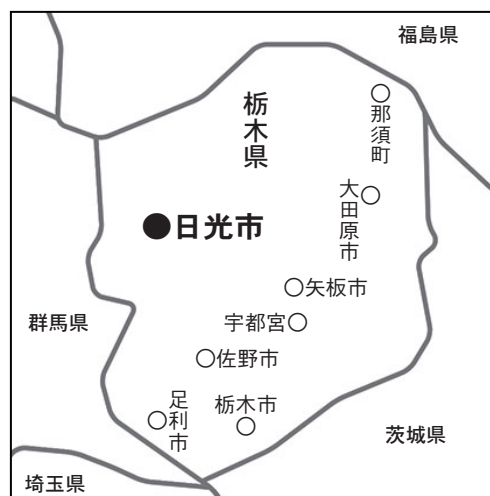 福島県
栃木県
那須町
大田原市
日光市
矢板市
宇都宮
群馬県
佐野市
足利市
栃木市
茨城県
埼玉県